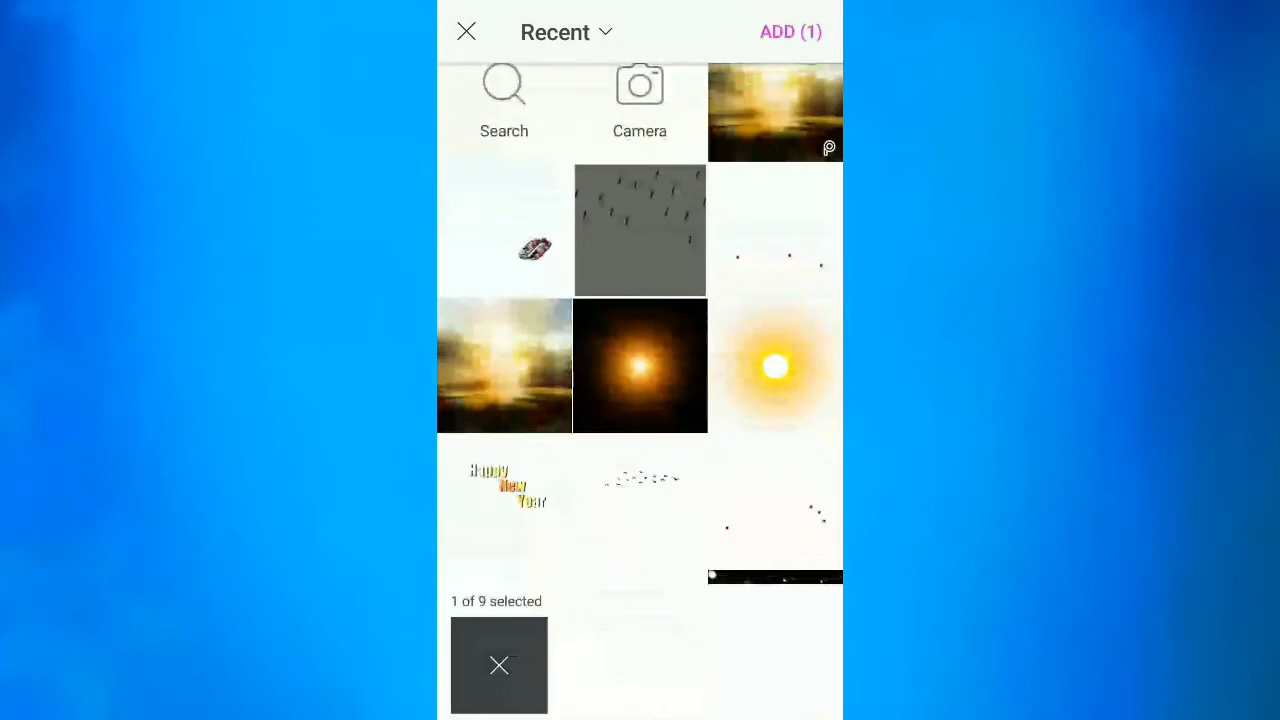 Recent
ADD (1)
Search
Camera
Happy
New
Year
1 of 9 selected